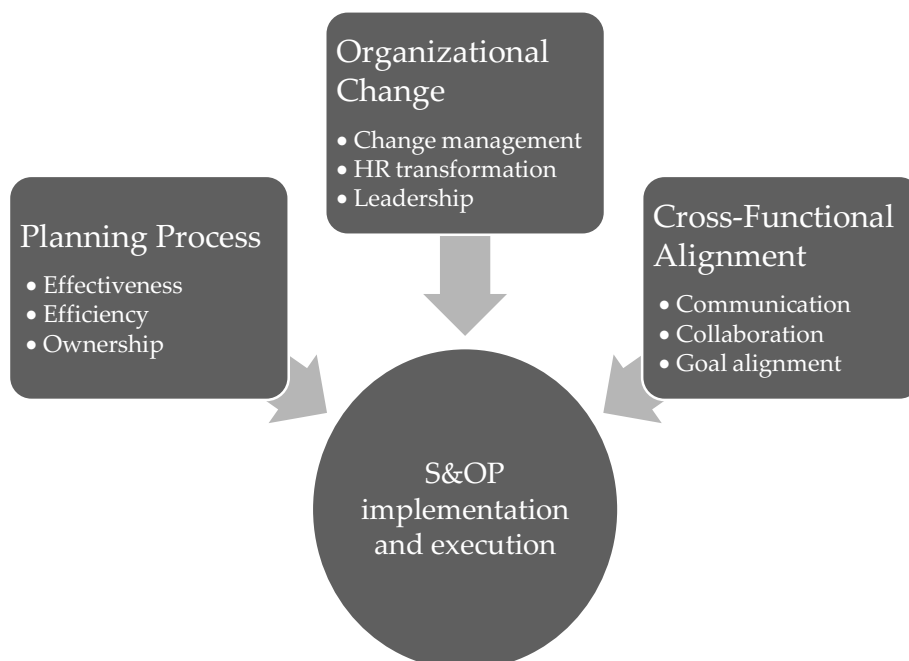 Organizational
Change
• Change management
• HR transformation
• Leadership
Planning Process
• Effectiveness
• Efficiency
• Ownership
Cross-Functional
Alignment
• Communication
• Collaboration
• Goal alignment
S&OP
implementation
and execution